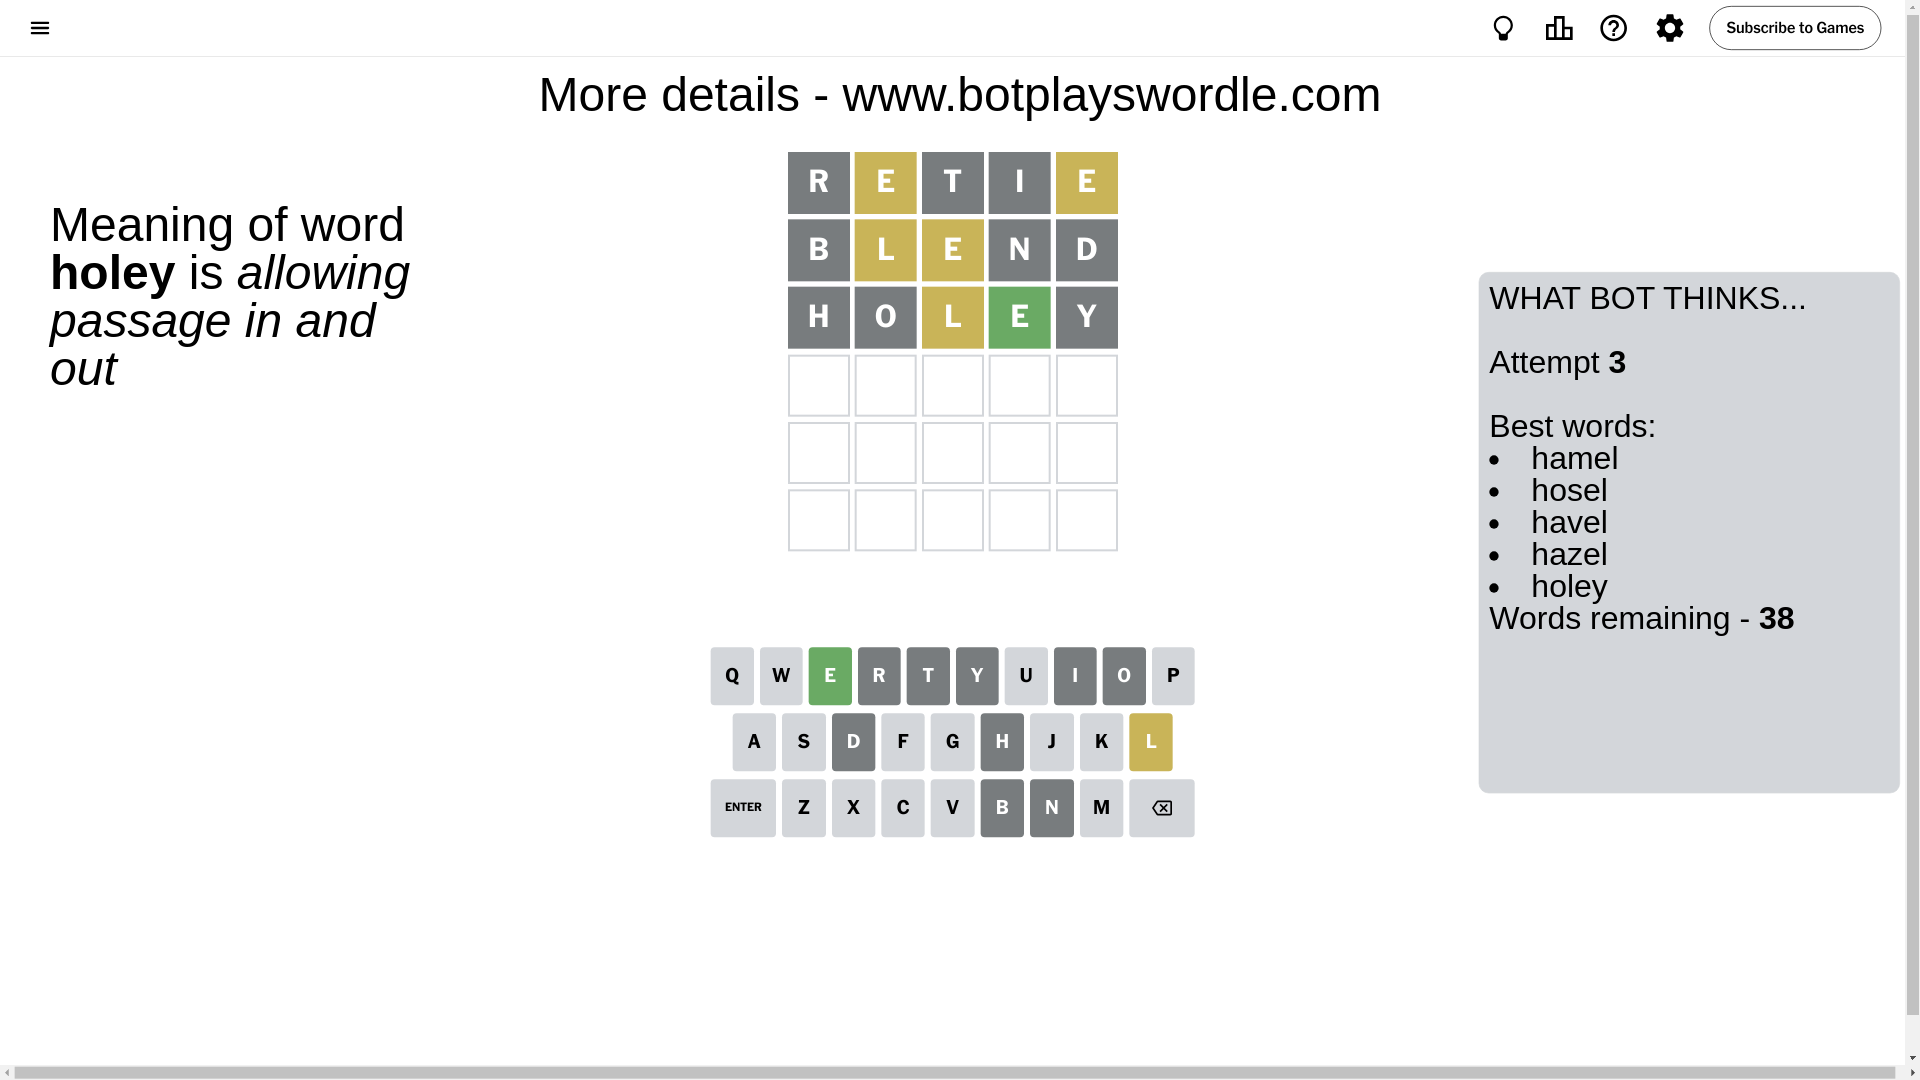 Subscribe to Games
More details - www.botplayswordle.com
Meaning of word
holey is allowing
passage in and
out
R E T I E
B L E N D
H O L E Y
WHAT BOT THINKS...
Attempt 3
Best words:
• hamel
• hosel
• havel
• hazel
• holey
Words remaining - 38
Q W E R T Y U I O P
A S D F G H J K L
ENTER Z X C V B N M